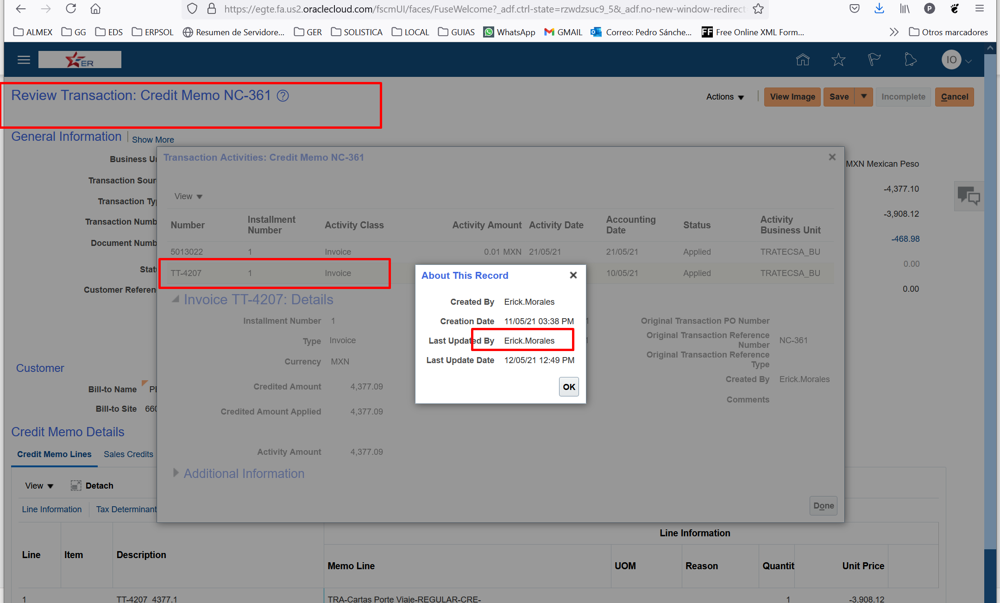 https://egte.fa.us2.oraclecloud.com/fscmUI/faces/FuseWelcome?_adf.ctrl-state=rzwdzsuc9_5&_adf.no-new-window-redirect
P
ALMEX GG EDS ERPSOL Resumen de Servidore... GER SOLISTICA LOCAL GUIAS WhatsApp GMAIL Correo: Pedro Sánche... FF Free Online XML Form... Otros marcadores
ER IO
Review Transaction: Credit Memo NC-361 ?
Actions View Image Save Incomplete Cancel
General Information Show More
Business
Transaction
Transaction
Transaction
Document
Customer
MXN Mexican Peso
-4,377.10
-3,908.12
-468.98
0.00
0.00
Transaction Activities: Credit Memo NC-361
View
Number Installment Number Activity Class Activity Amount Activity Date Accounting Date Status Activity Business Unit
5013022 1 Invoice 0.01 MXN 21/05/21 21/05/21 Applied TRATECSA_BU
TT-4207 1 Invoice 10/05/21 Applied TRATECSA_BU
Invoice TT-4207: Details
Installment Number 1
Type Invoice
Currency MXN
Credited Amount 4,377.09
Credited Amount Applied 4,377.09
Activity Amount 4,377.09
Original Transaction PO Number
Original Transaction Reference Number NC-361
Original Transaction Reference Type
Created By Erick.Morales
Comments
Additional Information
Done
About This Record
Created By Erick.Morales
Creation Date 11/05/21 03:38 PM
Last Updated By Erick.Morales
Last Update Date 12/05/21 12:49 PM
OK
Customer
Bill-to Name
Bill-to Site
Credit Memo Details
Credit Memo Lines Sales Credits
View Detach
Line Information Tax Determinant
Line Information
Line Item Description Memo Line UOM Reason Quantit Unit Price
1 TT-4207 4377.1 TRA-Cartas Porte Viaje-REGULAR-CRE- 1 -3,908.12